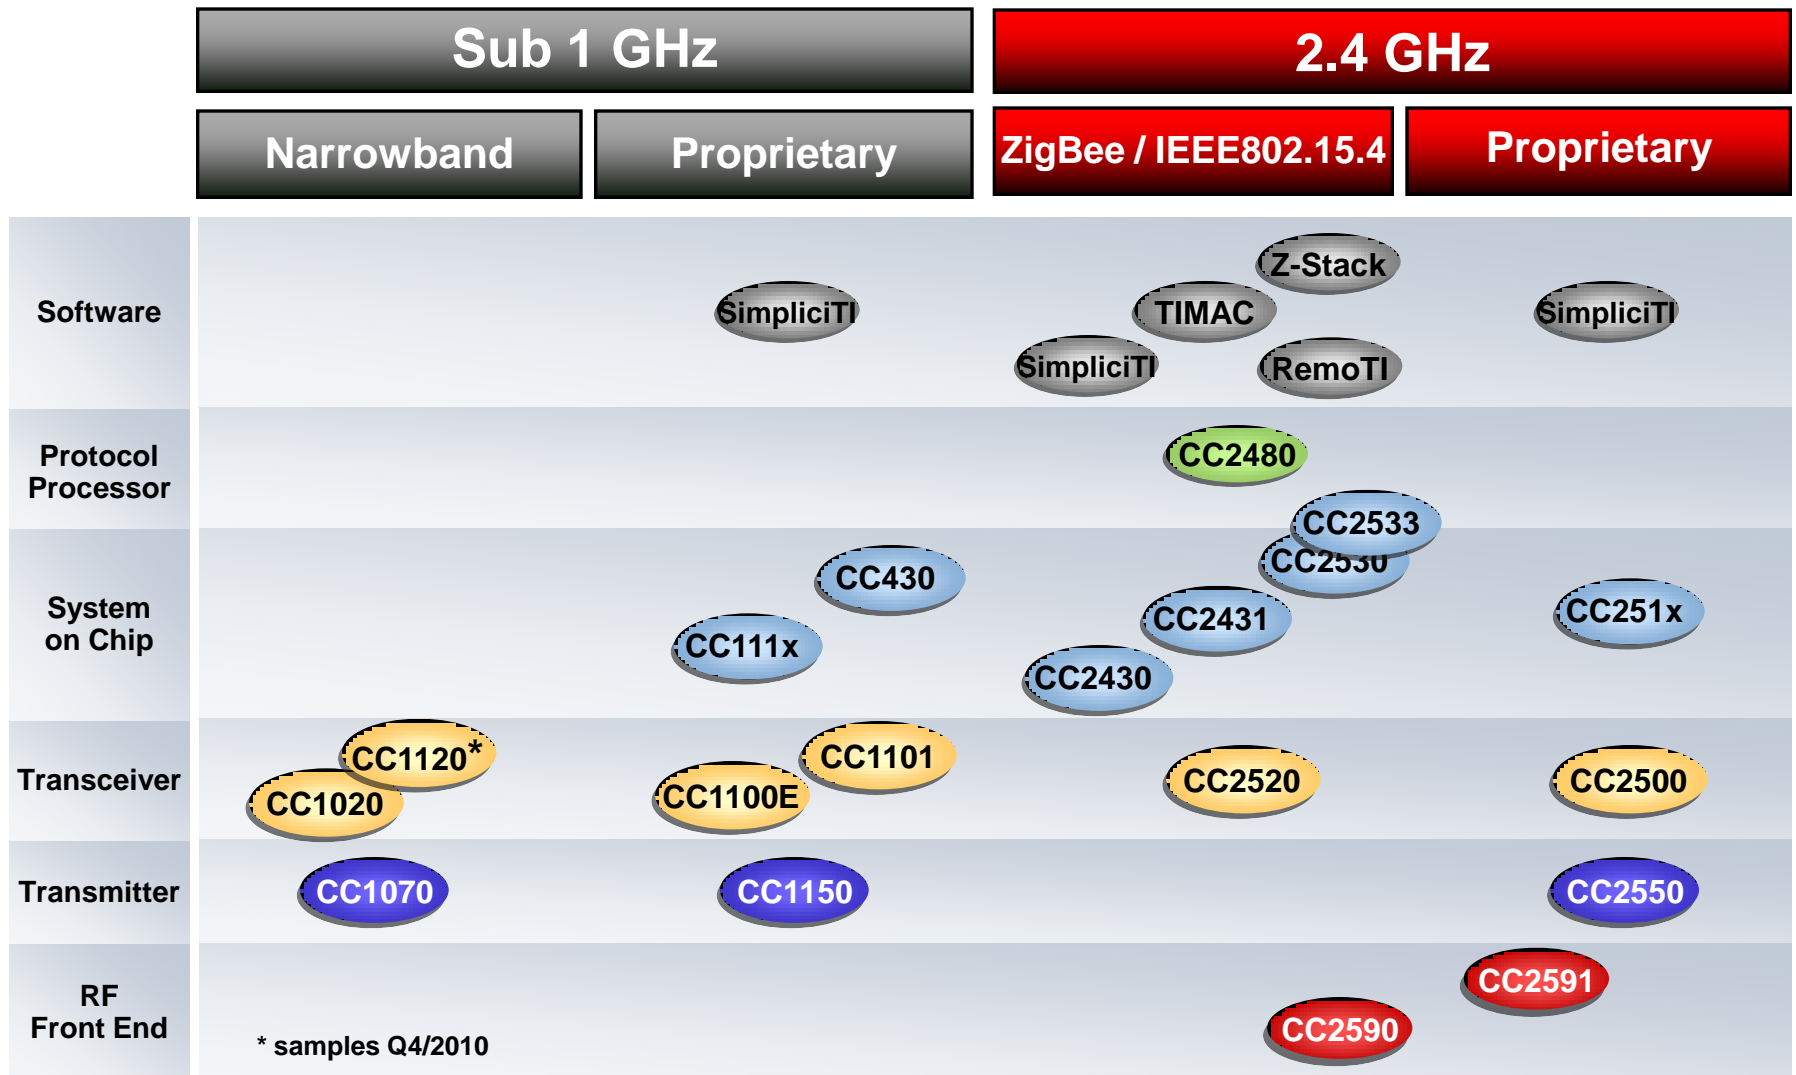 Sub 1 GHz
2.4 GHz
Narrowband
Proprietary
ZigBee / IEEE802.15.4
Proprietary
Software
SimpliciTI
SimpliciTI
TIMAC
Z-Stack
RemoTI
SimpliciTI
Protocol
Processor
CC2480
System
on Chip
CC111x
CC430
CC2430
CC2431
CC2530
CC2533
CC251x
Transceiver
CC1020
CC1120*
CC1100E
CC1101
CC2520
CC2500
Transmitter
CC1070
CC1150
CC2550
RF
Front End
CC2590
CC2591
* samples Q4/2010